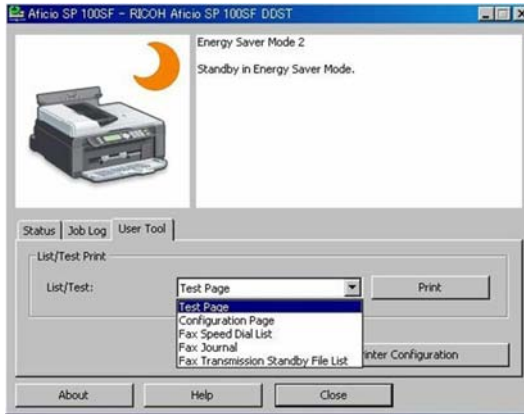 Aficio SP 100SF - RICOH Aficio SP 100SF DDST
Energy Saver Mode 2
Standby in Energy Saver Mode.
Status Job Log User Tool
List/Test Print
List/Test: Test Page Print
Test Page
Configuration Page
Fax Speed Dial List
Fax Journal
Fax Transmission Standby File List
inter Configuration
About Help Close